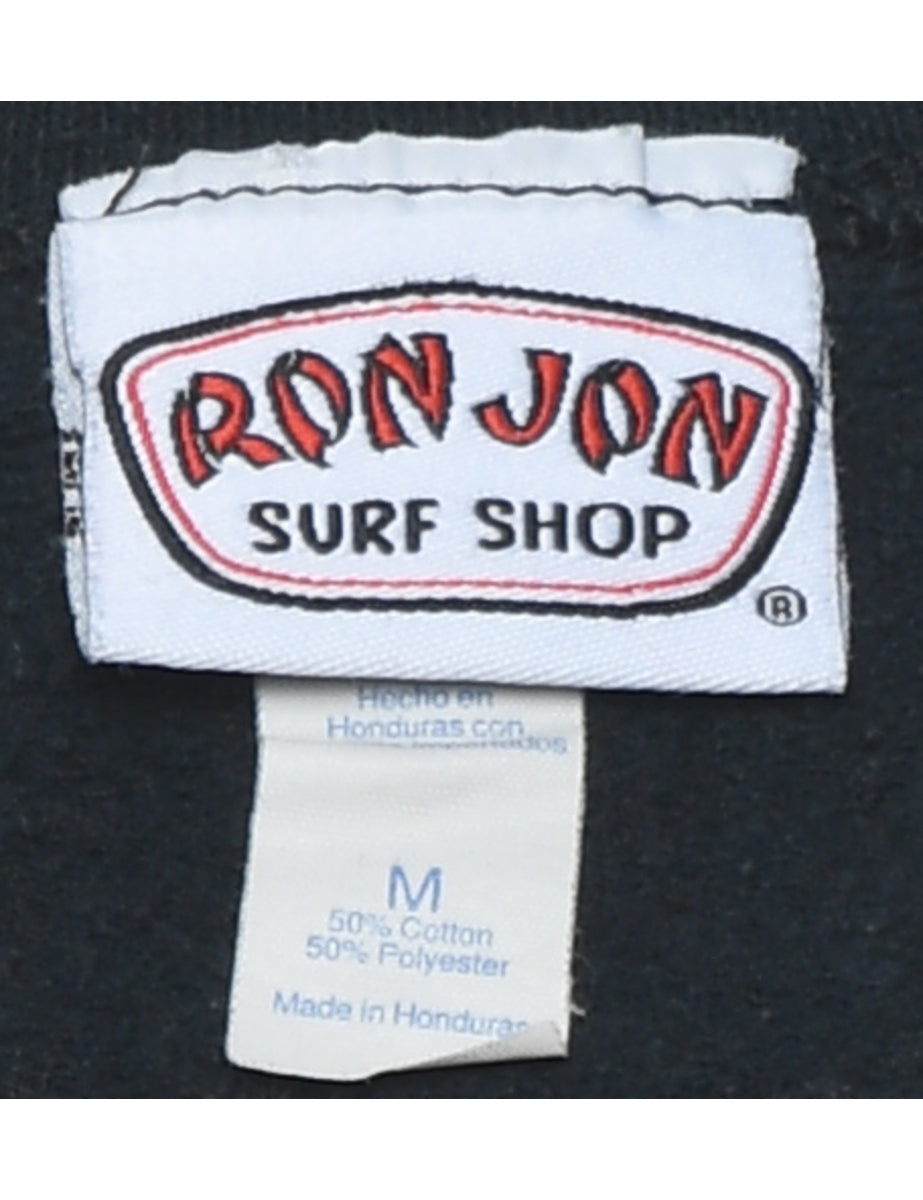 RON JON
SURF SHOP
®
Hecho en
Honduras con
M
50% Cotton
50% Polyester
Made in Honduras